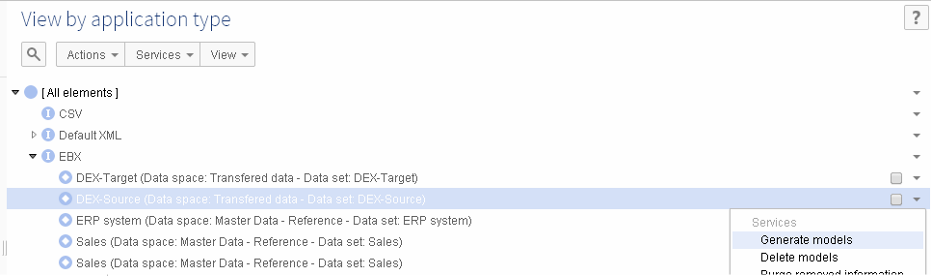 View by application type
?
Actions Services View
[ All elements ]
I CSV
I Default XML
I EBX
DEX-Target (Data space: Transfered data - Data set: DEX-Target)
DEX-Source (Data space: Transfered data - Data set: DEX-Source)
ERP system (Data space: Master Data - Reference - Data set: ERP system)
Services
Sales (Data space: Master Data - Reference - Data set: Sales)
Generate models
Delete models
Sales (Data space: Master Data - Reference - Data set: Sales)
Purge removed information